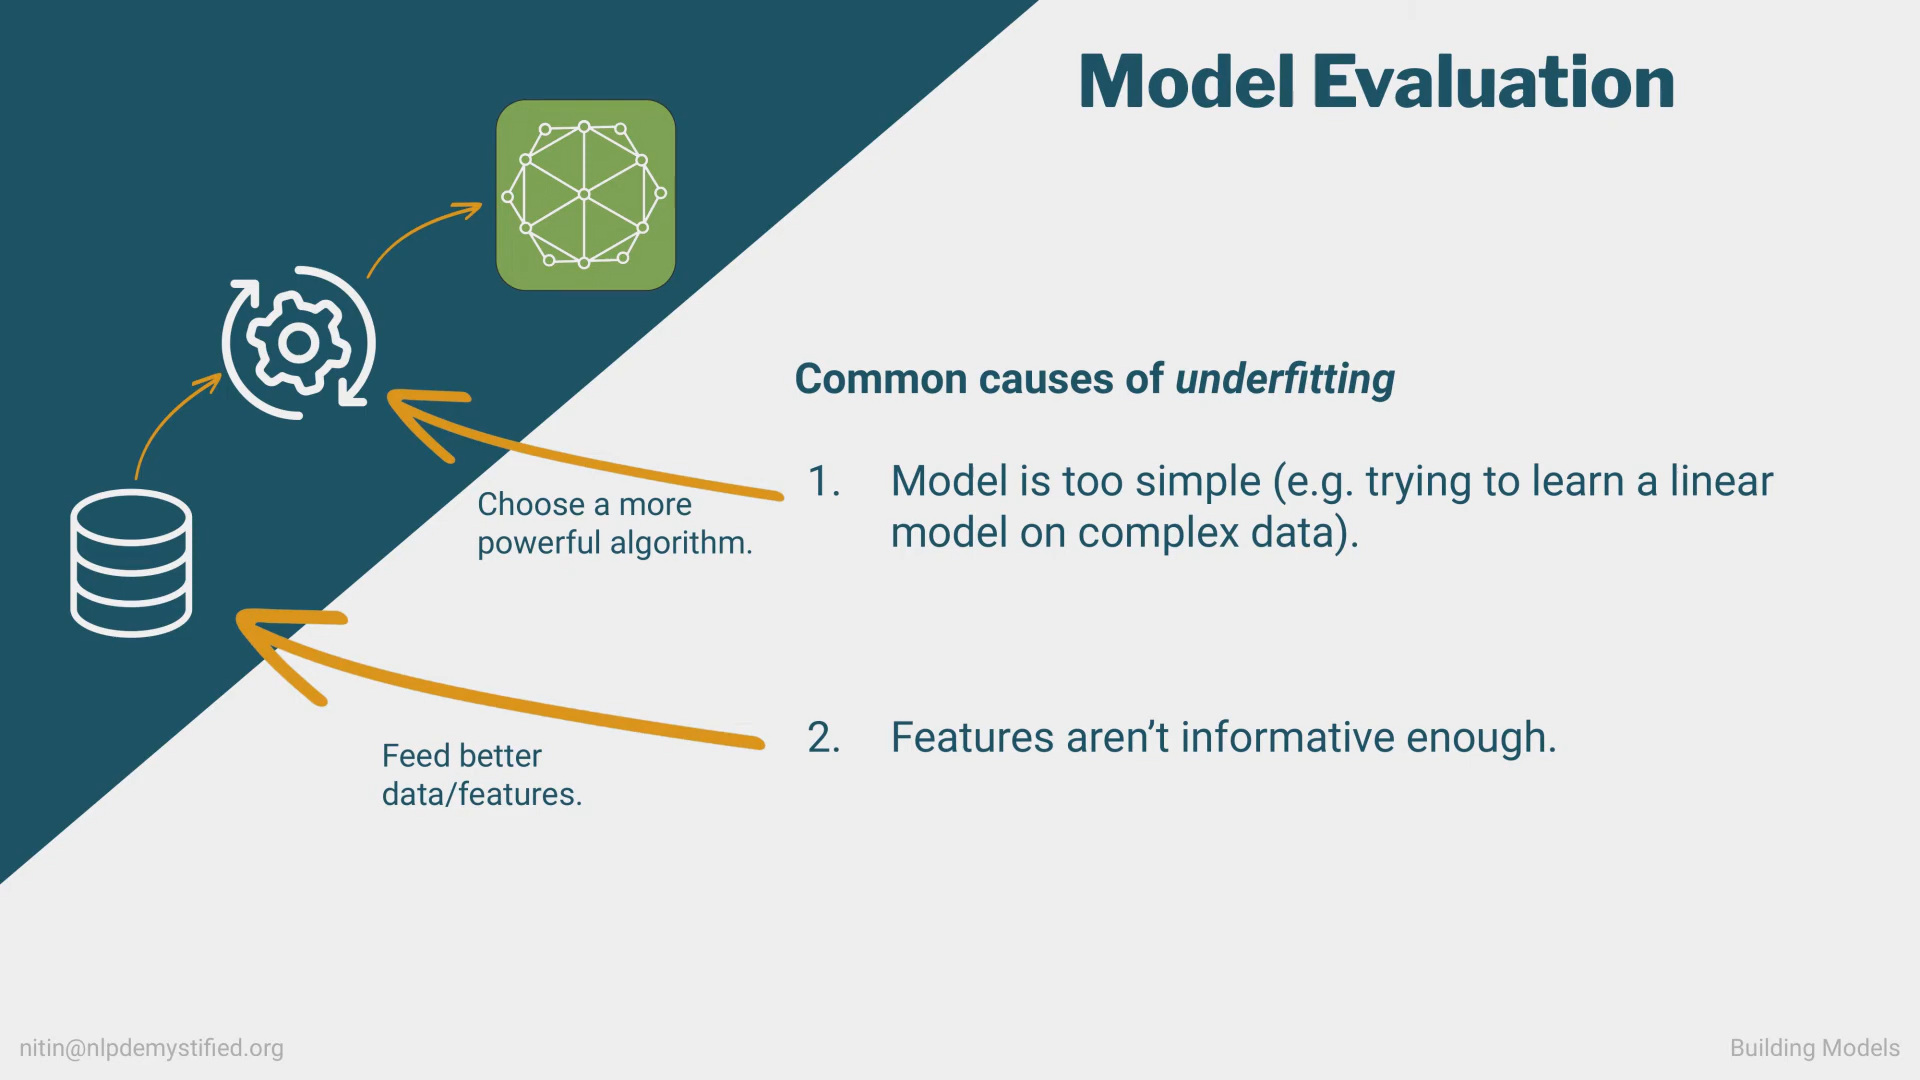 Model Evaluation
Common causes of underfitting
1. Model is too simple (e.g. trying to learn a linear
model on complex data).
Choose a more
powerful algorithm.
2. Features aren’t informative enough.
Feed better
data/features.
nitin@nlpdemystified.org
Building Models